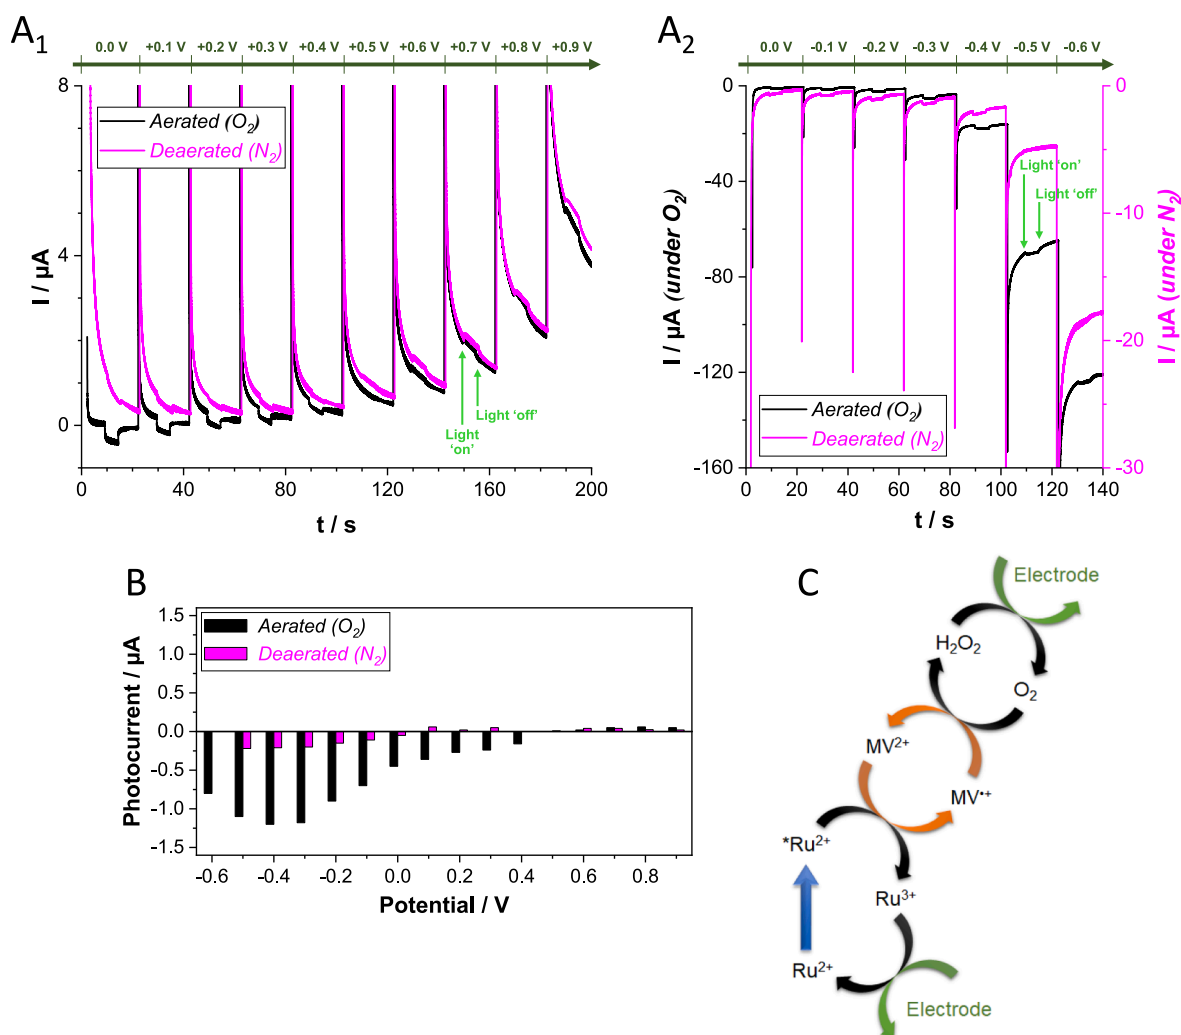 A1
0.0 V +0.1 V +0.2 V +0.3 V +0.4 V +0.5 V +0.6 V +0.7 V +0.8 V +0.9 V
8
4
0
I / µA
Aerated (O2)
Deaerated (N2)
Light 'off'
Light
'on'
0 40 80 120 160 200
t / s
A2
0.0 V -0.1 V -0.2 V -0.3 V -0.4 V -0.5 V -0.6 V
0
-40
-80
-120
-160
I / µA (under O2)
Light 'on'
Light 'off'
Aerated (O2)
Deaerated (N2)
0
-10
-20
-30
I / µA (under N2)
0 20 40 60 80 100 120 140
t / s
B
1.5
1.0
0.5
0.0
-0.5
-1.0
-1.5
Photocurrent / µA
Aerated (O2)
Deaerated (N2)
-0.6 -0.4 -0.2 0.0 0.2 0.4 0.6 0.8
Potential / V
C
Electrode
H2O2
O2
MV2+
MV•+
*Ru2+
Ru3+
Ru2+
Electrode